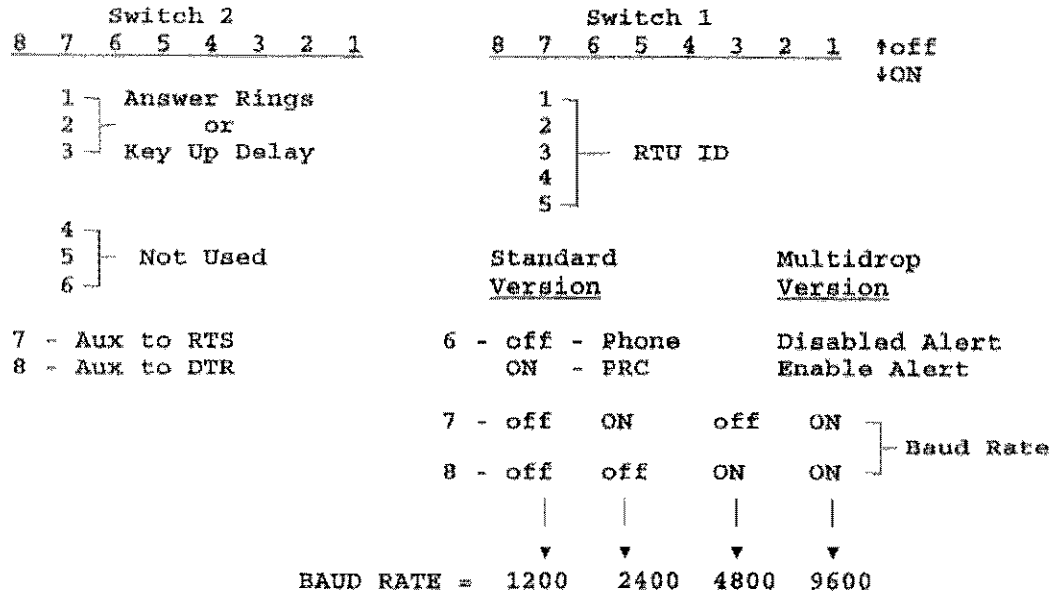 Switch 2 Switch 1
8 7 6 5 4 3 2 1 8 7 6 5 4 3 2 1 ↑off
↓ON
1 Answer Rings 1
2 or 2
3 Key Up Delay 3 RTU ID
4
5
4
5 Not Used Standard Multidrop
6 Version Version
7 - Aux to RTS 6 - off - Phone Disabled Alert
8 - Aux to DTR ON - PRC Enable Alert
7 - off ON off ON
Baud Rate
8 - off off ON ON
BAUD RATE = 1200 2400 4800 9600